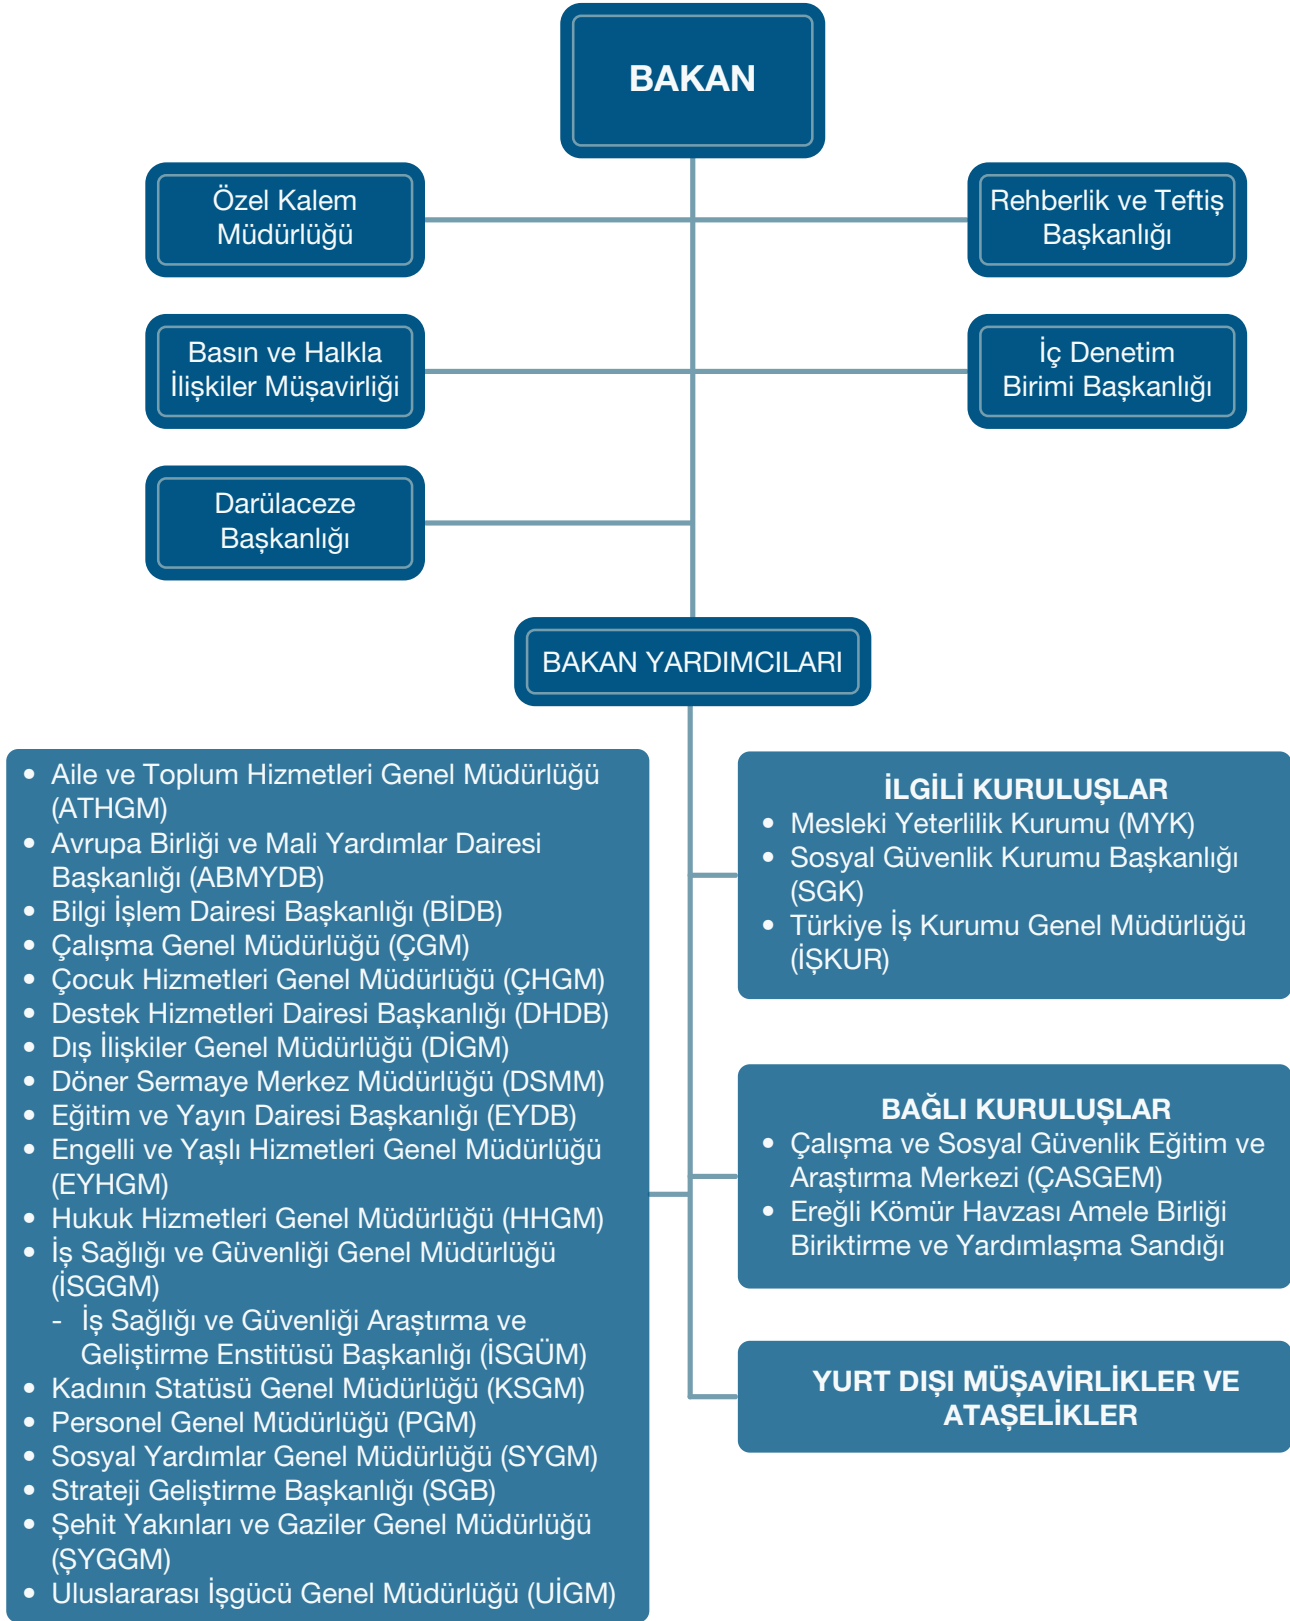 BAKAN
Özel Kalem
Müdürlüğü
Rehberlik ve Teftiş
Başkanlığı
Basın ve Halkla
İlişkiler Müşavirliği
İç Denetim
Birimi Başkanlığı
Darülaceze
Başkanlığı
BAKAN YARDIMCILARI
• Aile ve Toplum Hizmetleri Genel Müdürlüğü
(ATHGM)
• Avrupa Birliği ve Mali Yardımlar Dairesi
Başkanlığı (ABMYDB)
• Bilgi İşlem Dairesi Başkanlığı (BİDB)
• Çalışma Genel Müdürlüğü (ÇGM)
• Çocuk Hizmetleri Genel Müdürlüğü (ÇHGM)
• Destek Hizmetleri Dairesi Başkanlığı (DHDB)
• Dış İlişkiler Genel Müdürlüğü (DİGM)
• Döner Sermaye Merkez Müdürlüğü (DSMM)
• Eğitim ve Yayın Dairesi Başkanlığı (EYDB)
• Engelli ve Yaşlı Hizmetleri Genel Müdürlüğü
(EYHGM)
• Hukuk Hizmetleri Genel Müdürlüğü (HHGM)
• İş Sağlığı ve Güvenliği Genel Müdürlüğü
(İSGGM)
- İş Sağlığı ve Güvenliği Araştırma ve
Geliştirme Enstitüsü Başkanlığı (İSGÜM)
• Kadının Statüsü Genel Müdürlüğü (KSGM)
• Personel Genel Müdürlüğü (PGM)
• Sosyal Yardımlar Genel Müdürlüğü (SYGM)
• Strateji Geliştirme Başkanlığı (SGB)
• Şehit Yakınları ve Gaziler Genel Müdürlüğü
(ŞYGGM)
• Uluslararası İşgücü Genel Müdürlüğü (UİGM)
İLGİLİ KURULUŞLAR
• Mesleki Yeterlilik Kurumu (MYK)
• Sosyal Güvenlik Kurumu Başkanlığı
(SGK)
• Türkiye İş Kurumu Genel Müdürlüğü
(İŞKUR)
BAĞLI KURULUŞLAR
• Çalışma ve Sosyal Güvenlik Eğitim ve
Araştırma Merkezi (ÇASGEM)
• Ereğli Kömür Havzası Amele Birliği
Biriktirme ve Yardımlaşma Sandığı
YURT DIŞI MÜŞAVİRLİKLER VE
ATAŞELİKLER